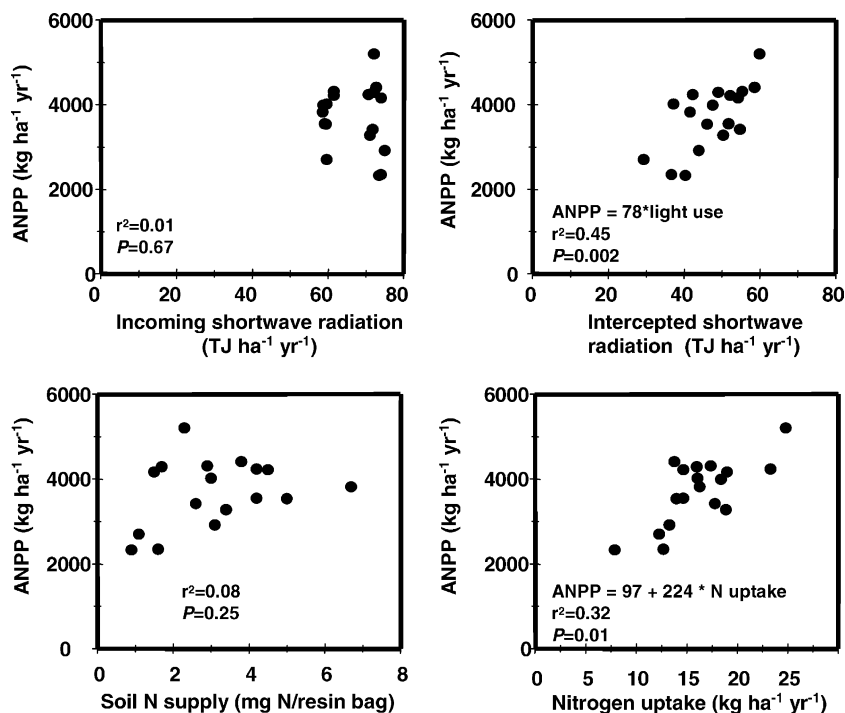 6000
4000
2000
0
ANPP (kg ha⁻¹ yr⁻¹)
r²=0.01
P=0.67
0 20 40 60 80
Incoming shortwave radiation
(TJ ha⁻¹ yr⁻¹)
6000
4000
2000
0
ANPP (kg ha⁻¹ yr⁻¹)
ANPP = 78*light use
r²=0.45
P=0.002
0 20 40 60 80
Intercepted shortwave
radiation (TJ ha⁻¹ yr⁻¹)
6000
4000
2000
0
ANPP (kg ha⁻¹ yr⁻¹)
r²=0.08
P=0.25
0 2 4 6 8
Soil N supply (mg N/resin bag)
6000
4000
2000
0
ANPP (kg ha⁻¹ yr⁻¹)
ANPP = 97 + 224 * N uptake
r²=0.32
P=0.01
0 5 10 15 20 25
Nitrogen uptake (kg ha⁻¹ yr⁻¹)